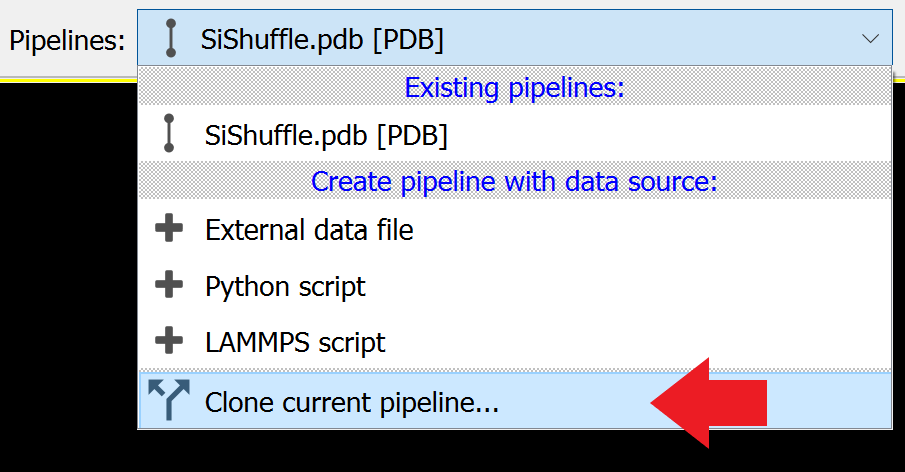 Pipelines: SiShuffle.pdb [PDB]
Existing pipelines:
SiShuffle.pdb [PDB]
Create pipeline with data source:
External data file
Python script
LAMMPS script
Clone current pipeline...